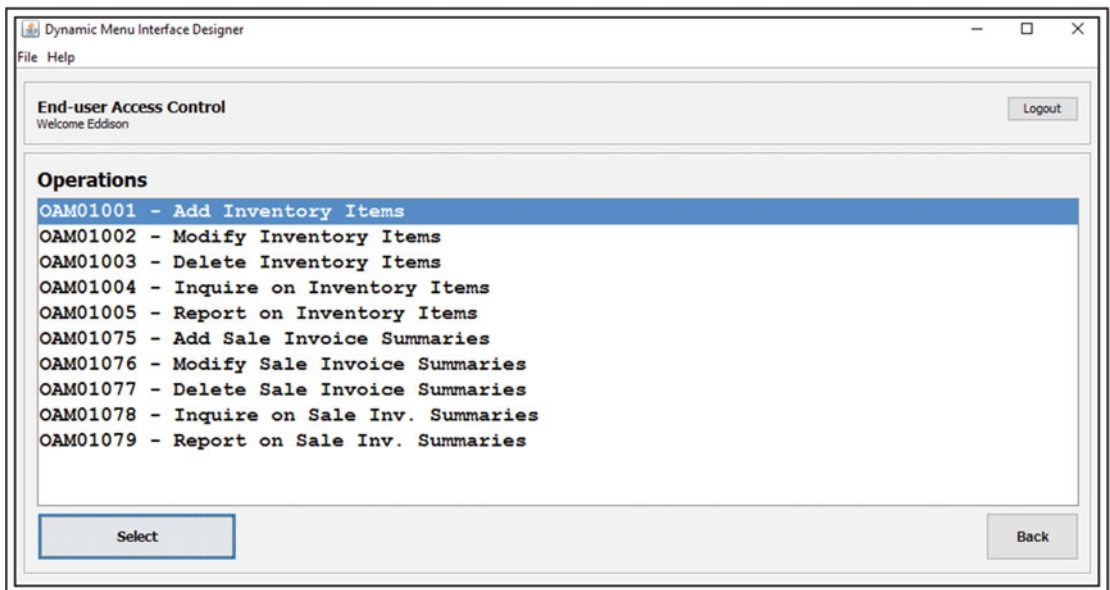 Dynamic Menu Interface Designer
File Help
End-user Access Control
Welcome Eddison
Logout
Operations
OAM01001 - Add Inventory Items
OAM01002 - Modify Inventory Items
OAM01003 - Delete Inventory Items
OAM01004 - Inquire on Inventory Items
OAM01005 - Report on Inventory Items
OAM01075 - Add Sale Invoice Summaries
OAM01076 - Modify Sale Invoice Summaries
OAM01077 - Delete Sale Invoice Summaries
OAM01078 - Inquire on Sale Inv. Summaries
OAM01079 - Report on Sale Inv. Summaries
Select Back